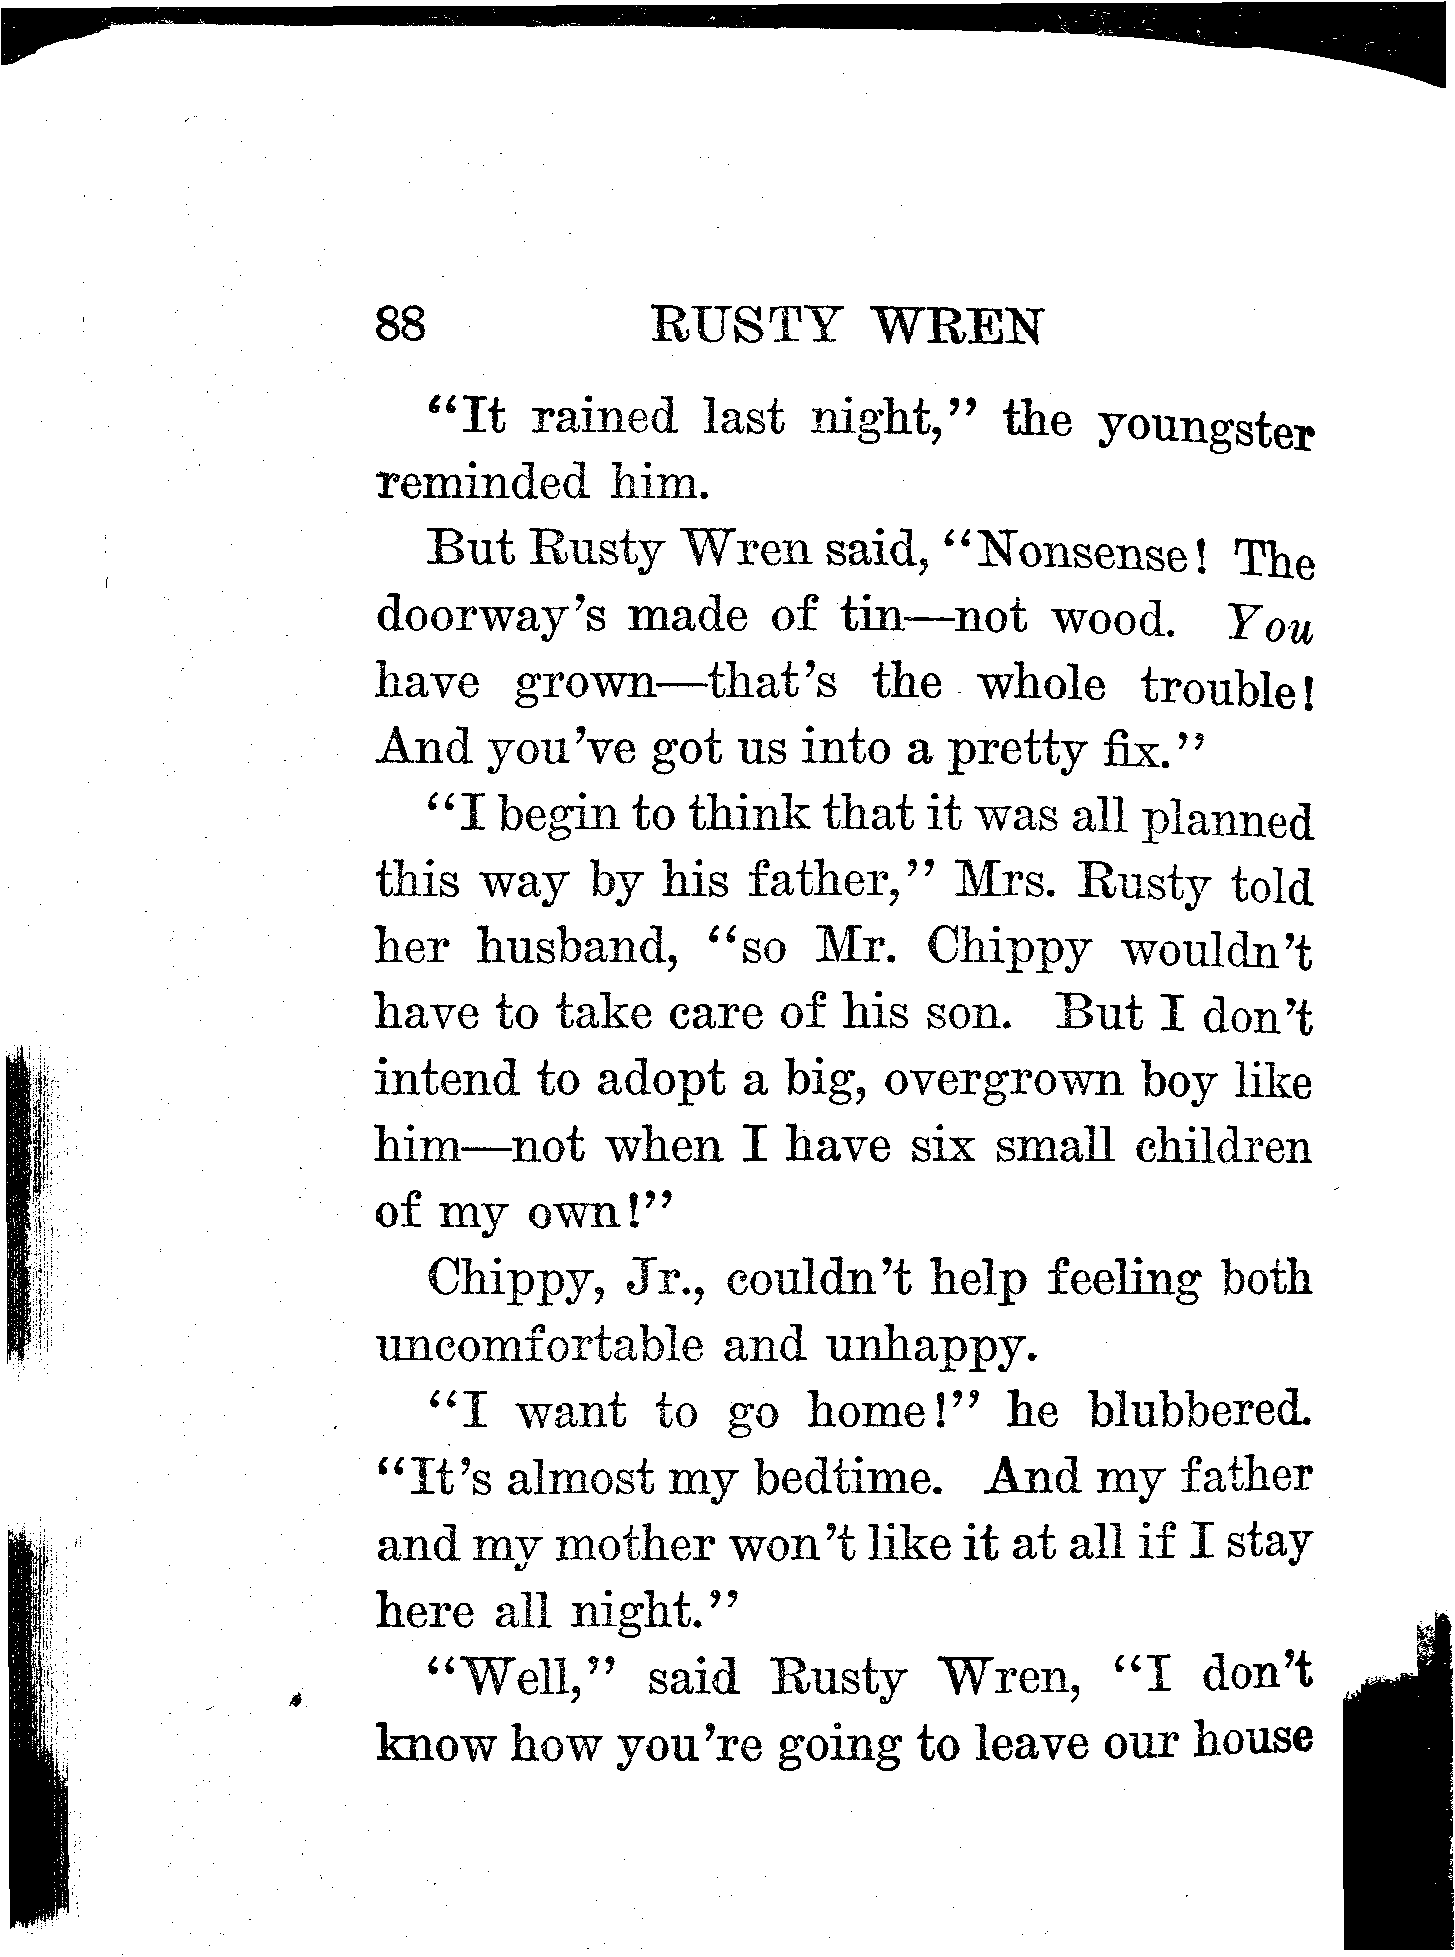 88 RUSTY WREN
“It rained last night,” the youngster
reminded him.
But Rusty Wren said, “Nonsense! The
doorway’s made of tin—not wood. You
have grown—that’s the whole trouble!
And you’ve got us into a pretty fix.”
“I begin to think that it was all planned
this way by his father,” Mrs. Rusty told
her husband, “so Mr. Chippy wouldn’t
have to take care of his son. But I don’t
intend to adopt a big, overgrown boy like
him—not when I have six small children
of my own!”
Chippy, Jr., couldn’t help feeling both
uncomfortable and unhappy.
“I want to go home!” he blubbered.
“It’s almost my bedtime. And my father
and my mother won’t like it at all if I stay
here all night.”
“Well,” said Rusty Wren, “I don’t
know how you’re going to leave our house